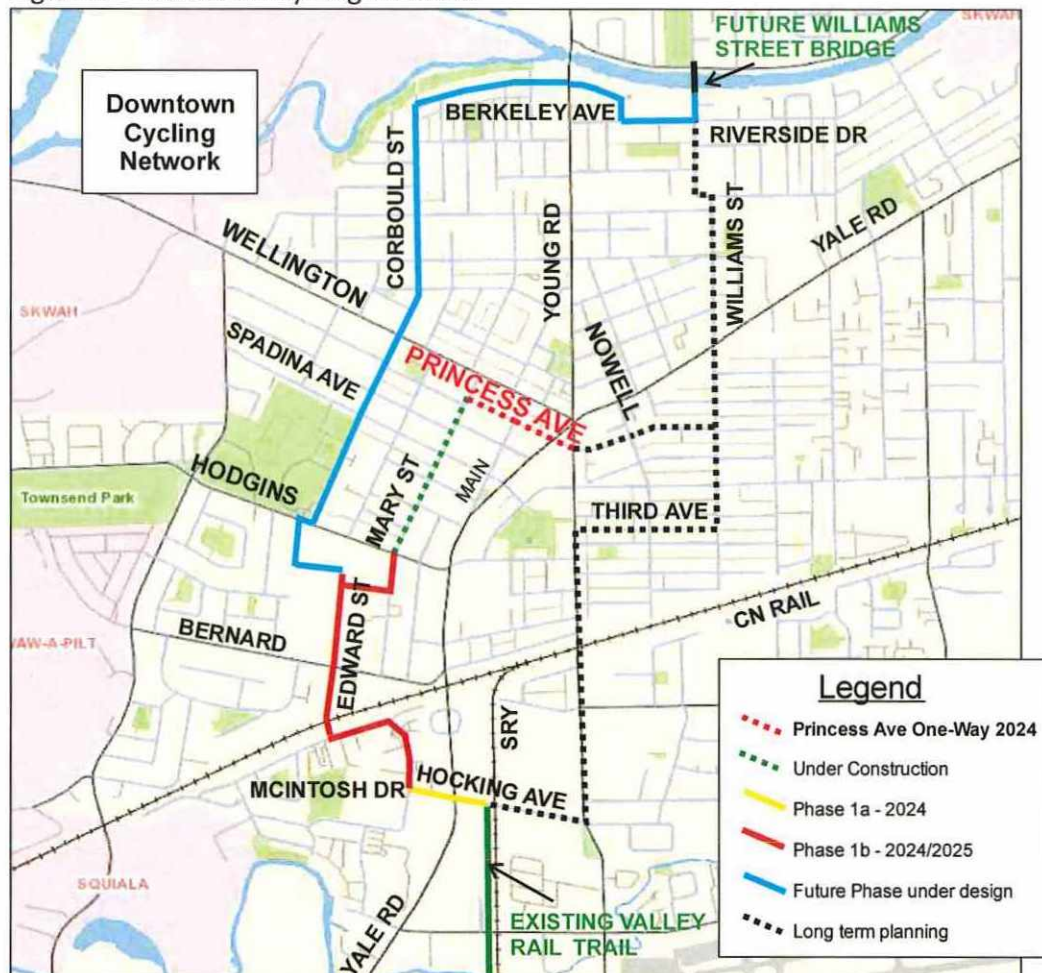 FUTURE WILLIAMS
STREET BRIDGE
SKWAH
Downtown
Cycling
Network
BERKELEY AVE
RIVERSIDE DR
CORBOULD ST
WELLINGTON
YOUNG RD
WILLIAMS ST
YALE RD
SKWAH
SPADINA AVE
PRINCESS AVE
NOWELL
HODGINS
MARY ST
MAIN
Townsend Park
THIRD AVE
EDWARD ST
CN RAIL
BERNARD
AW-A-PILT
SRY
MCINTOSH DR
HOCKING AVE
SQUIALA
YALE RD
EXISTING VALLEY
RAIL TRAIL
Legend
Princess Ave One-Way 2024
Under Construction
Phase 1a - 2024
Phase 1b - 2024/2025
Future Phase under design
Long term planning